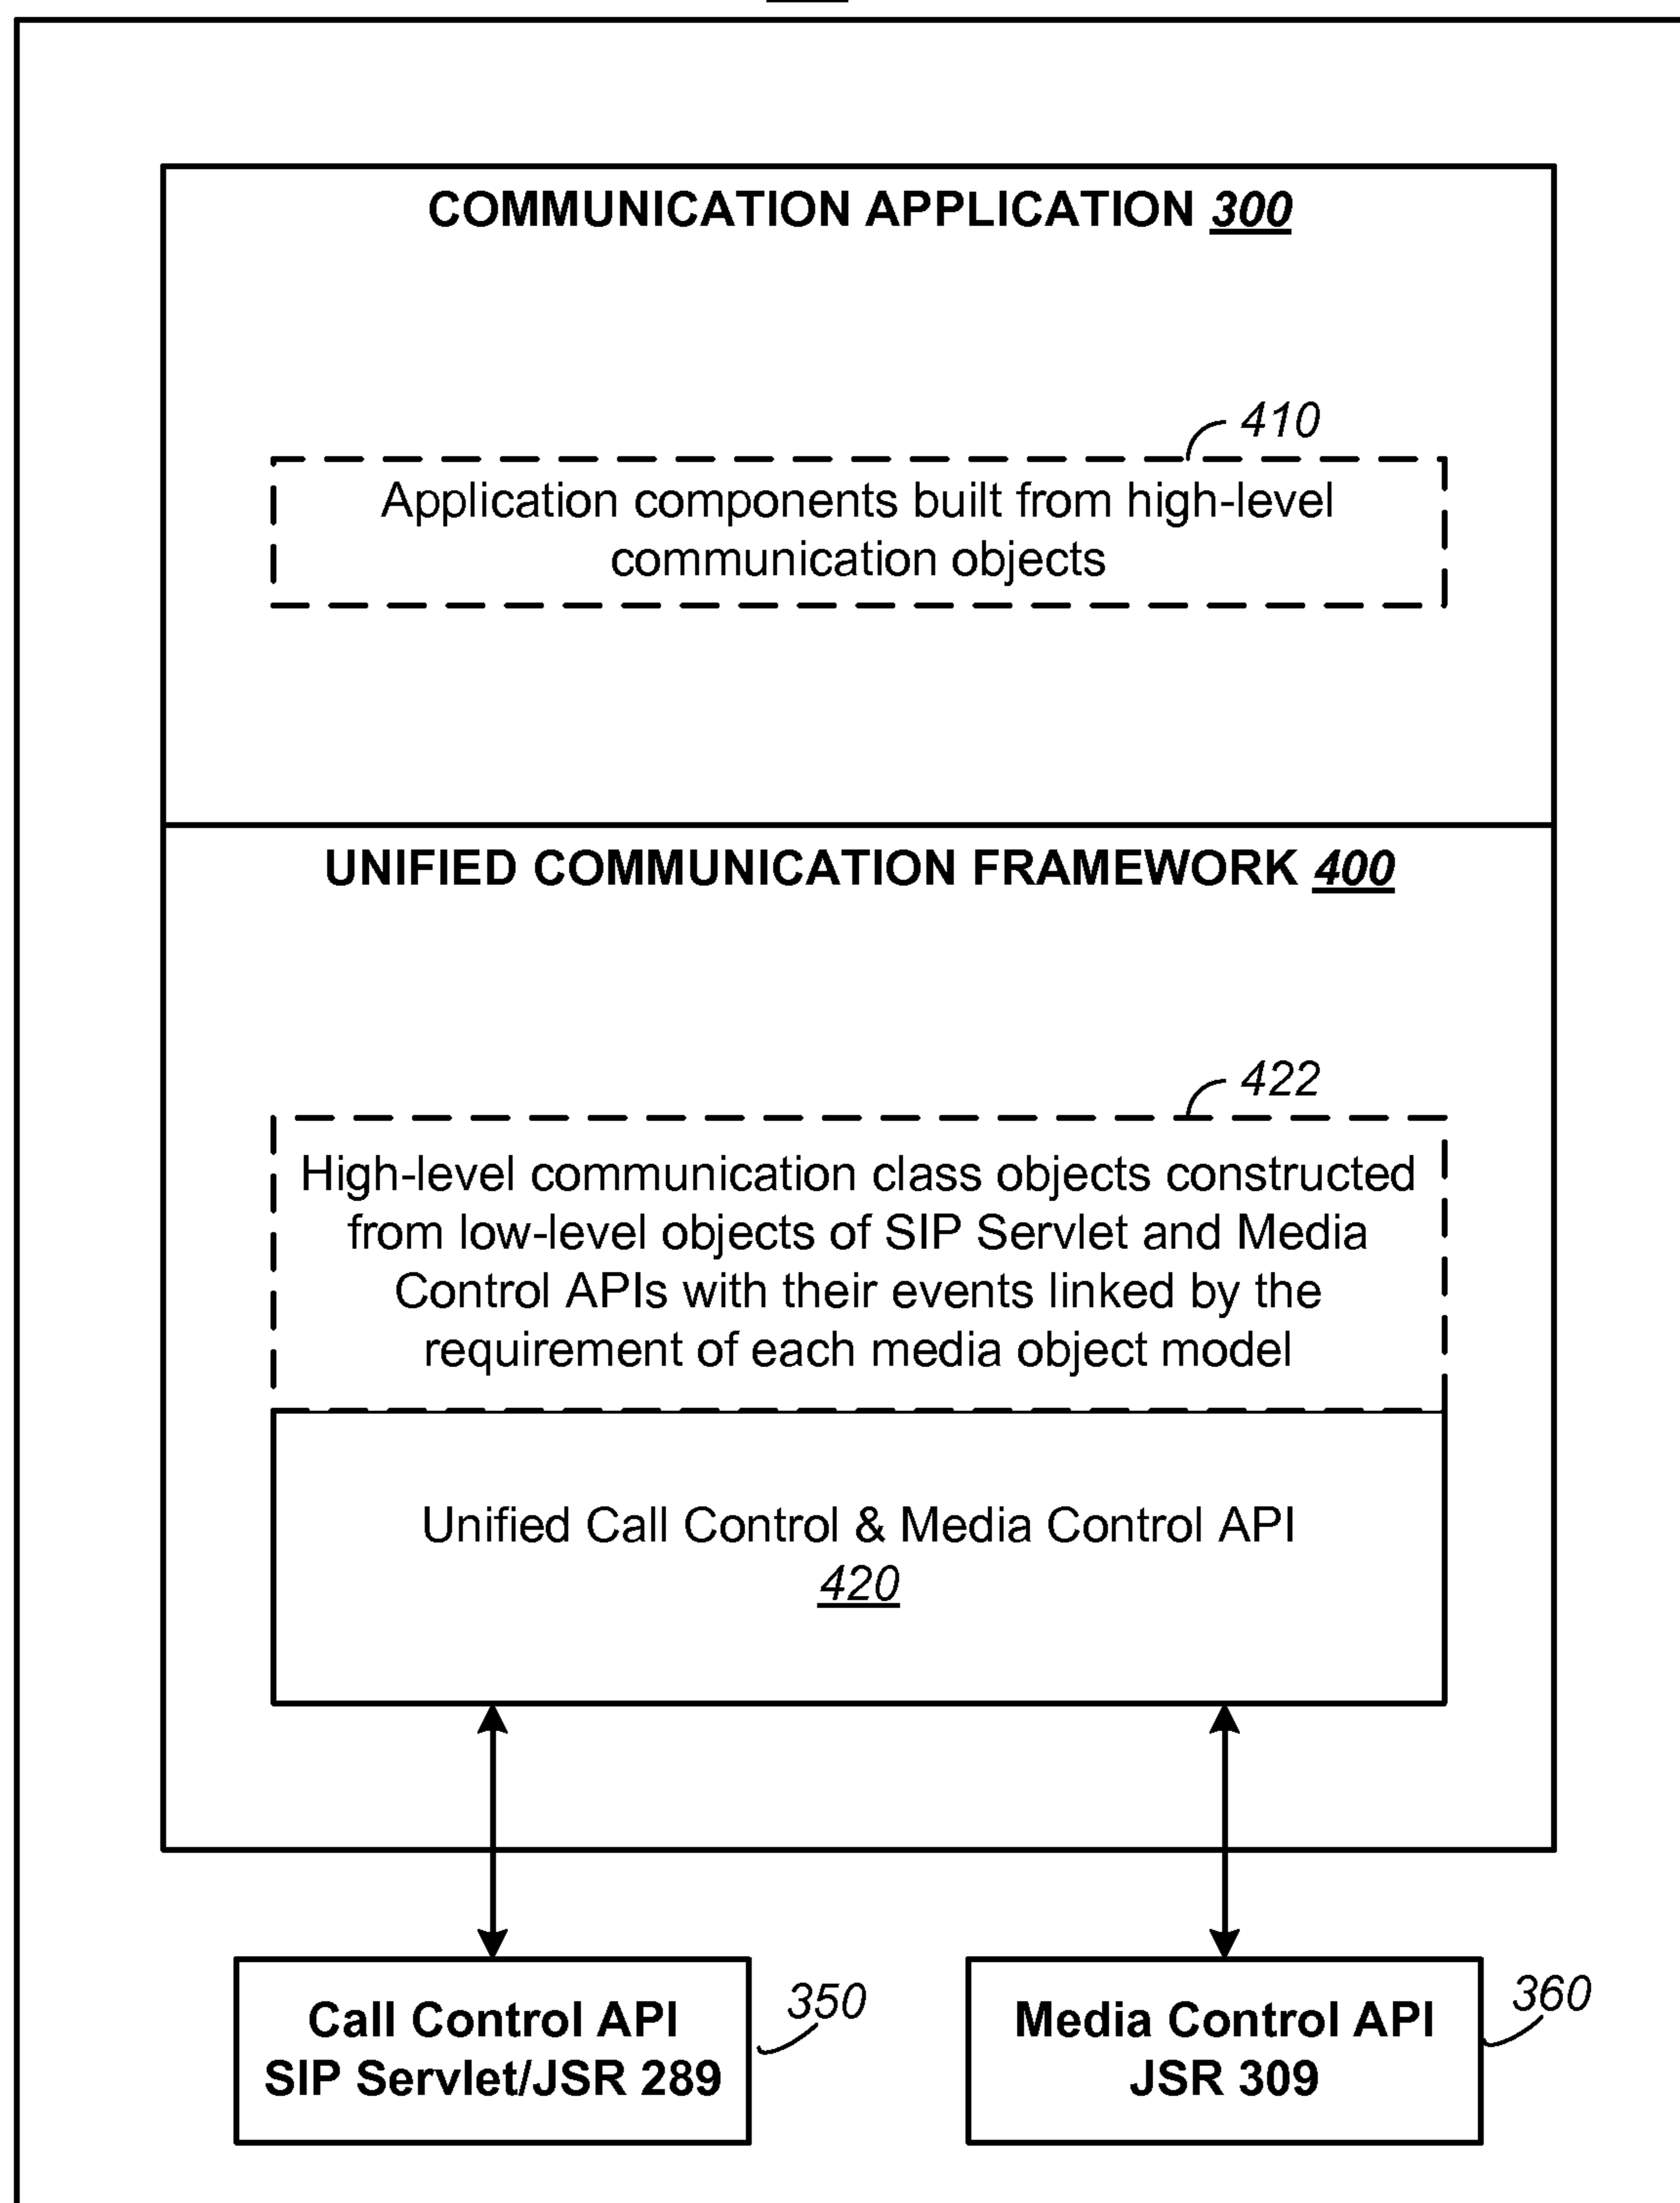 COMMUNICATION APPLICATION 300
410
Application components built from high-level
communication objects
UNIFIED COMMUNICATION FRAMEWORK 400
422
High-level communication class objects constructed
from low-level objects of SIP Servlet and Media
Control APIs with their events linked by the
requirement of each media object model
Unified Call Control & Media Control API
420
Call Control API
SIP Servlet/JSR 289
350
Media Control API
JSR 309
360